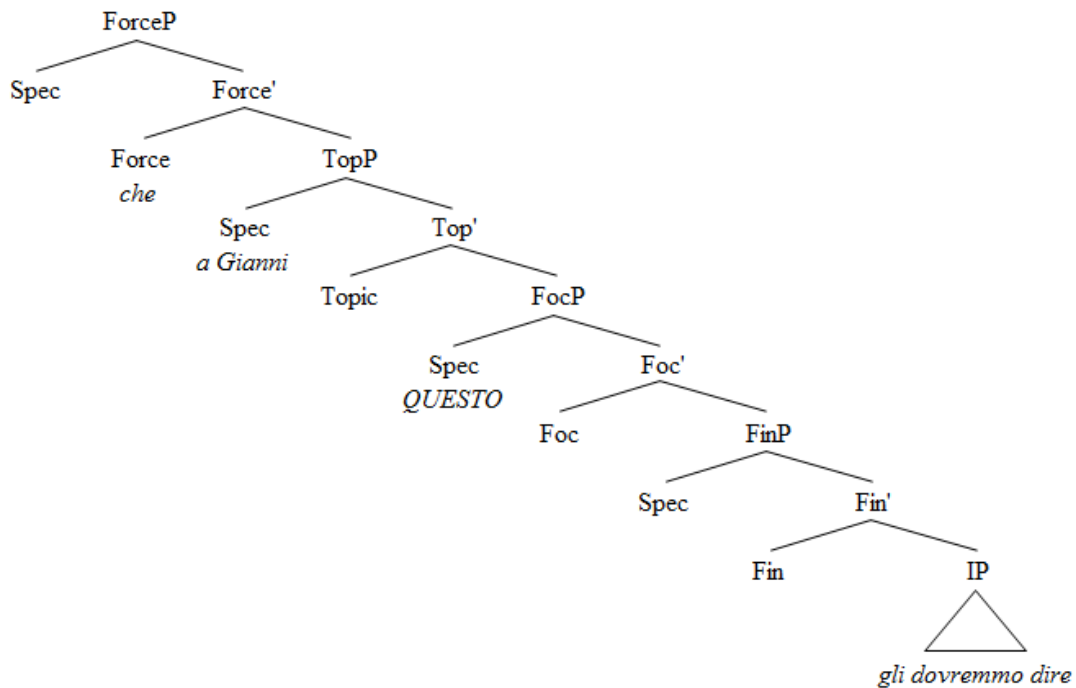 ForceP
Spec Force'
Force TopP
che
Spec Top'
a Gianni
Topic FocP
Spec Foc'
QUESTO
Foc FinP
Spec Fin'
Fin IP
gli dovremmo dire